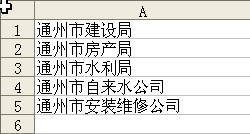 A
1 通州市建设局
2 通州市房产局
3 通州市水利局
4 通州市自来水公司
5 通州市安装维修公司
6